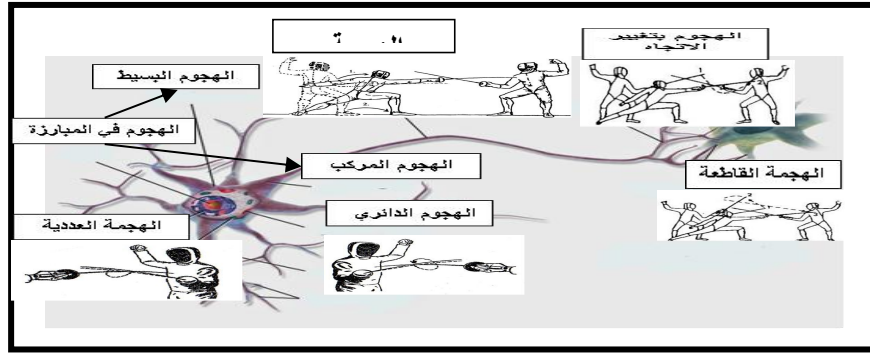 الهجوم بتغيير
الاتجاه
الهجوم البسيط
الهجوم في المبارزة
الهجوم المركب
الهجمة القاطعة
الهجوم الدائري
الهجمة العددية